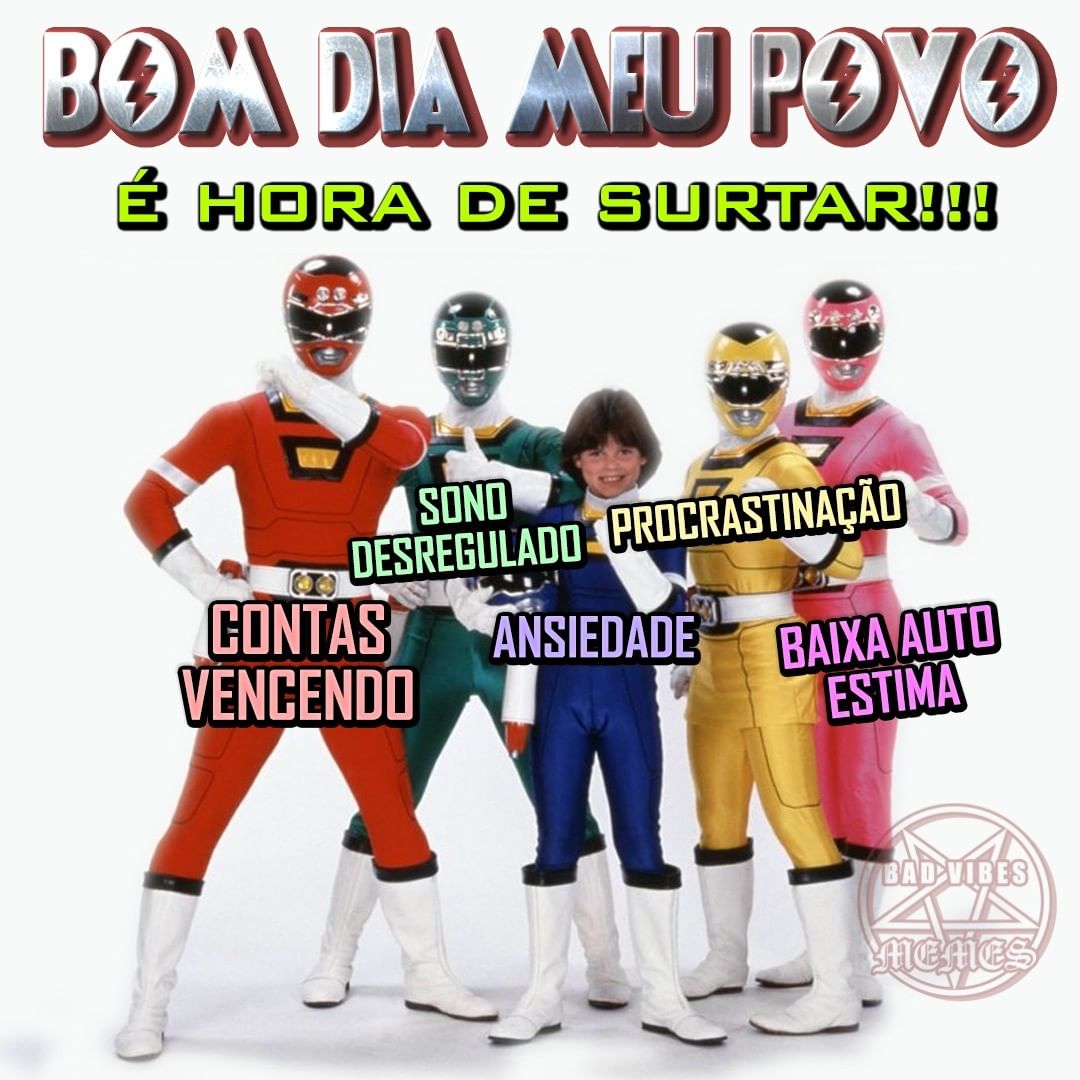 BOM DIA MEU POVO
É HORA DE SURTAR!!!
SONO
DESREGULADO
PROCRASTINAÇÃO
CONTAS
VENCENDO
ANSIEDADE
BAIXA AUTO
ESTIMA
BAD VIBES
MEMES